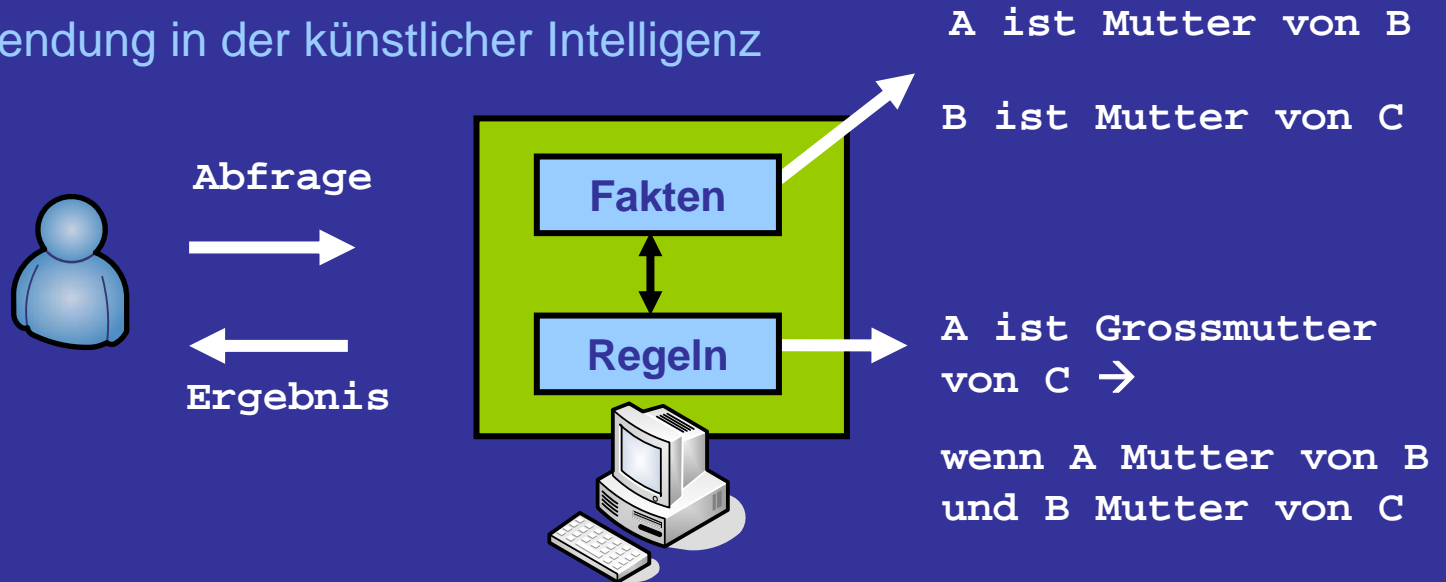 endung in der künstlicher Intelligenz
A ist Mutter von B
B ist Mutter von C
Abfrage
Fakten
Regeln
Ergebnis
A ist Grossmutter
von C →
wenn A Mutter von B
und B Mutter von C